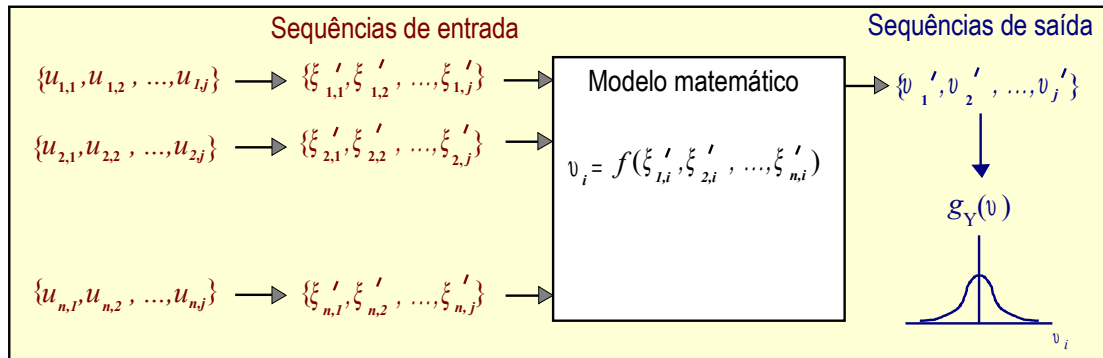 Sequências de entrada
Sequências de saída
{u1,1,u1,2 , ...,u1,j}
{ξ′1,1,ξ′1,2 , ...,ξ′1,j}
Modelo matemático
{υ′1,υ′2 , ...,υ′j}
{u2,1,u2,2 , ...,u2,j}
{ξ′2,1,ξ′2,2 , ...,ξ′2,j}
υi = f(ξ′1,i,ξ′2,i , ...,ξ′n,i)
gY(υ)
{un,1,un,2 , ...,un,j}
{ξ′n,1,ξ′n,2 , ...,ξ′n,j}
υi